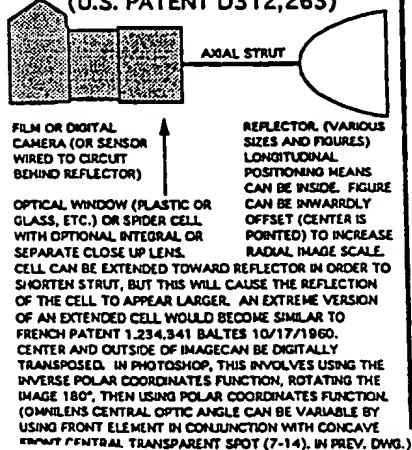 (U.S. PATENT D312,263)
AXIAL STRUT
FILM OR DIGITAL
CAMERA (OR SENSOR
WIRED TO CIRCUIT
BEHIND REFLECTOR)
REFLECTOR. (VARIOUS
SIZES AND FIGURES)
LONGITUDINAL
POSITIONING MEANS
CAN BE INSIDE. FIGURE
CAN BE INWARRDLY
OFFSET (CENTER IS
POINTED) TO INCREASE
RADIAL IMAGE SCALE.
OPTICAL WINDOW (PLASTIC OR
GLASS, ETC.) OR SPIDER CELL
WITH OPTIONAL INTEGRAL OR
SEPARATE CLOSE UP LENS.
CELL CAN BE EXTENDED TOWARD REFLECTOR IN ORDER TO
SHORTEN STRUT, BUT THIS WILL CAUSE THE REFLECTION
OF THE CELL TO APPEAR LARGER. AN EXTREME VERSION
OF AN EXTENDED CELL WOULD BECOME SIMILAR TO
FRENCH PATENT 1,234,341 BALTES 10/17/1960.
CENTER AND OUTSIDE OF IMAGECAN BE DIGITALLY
TRANSPOSED. IN PHOTOSHOP, THIS INVOLVES USING THE
INVERSE POLAR COORDINATES FUNCTION, ROTATING THE
IMAGE 180°, THEN USING POLAR COORDINATES FUNCTION.
(OMNILENS CENTRAL OPTIC ANGLE CAN BE VARIABLE BY
USING FRONT ELEMENT IN CONJUNCTION WITH CONCAVE
FRONT CENTRAL TRANSPARENT SPOT (7-14). IN PREV. DWG.)